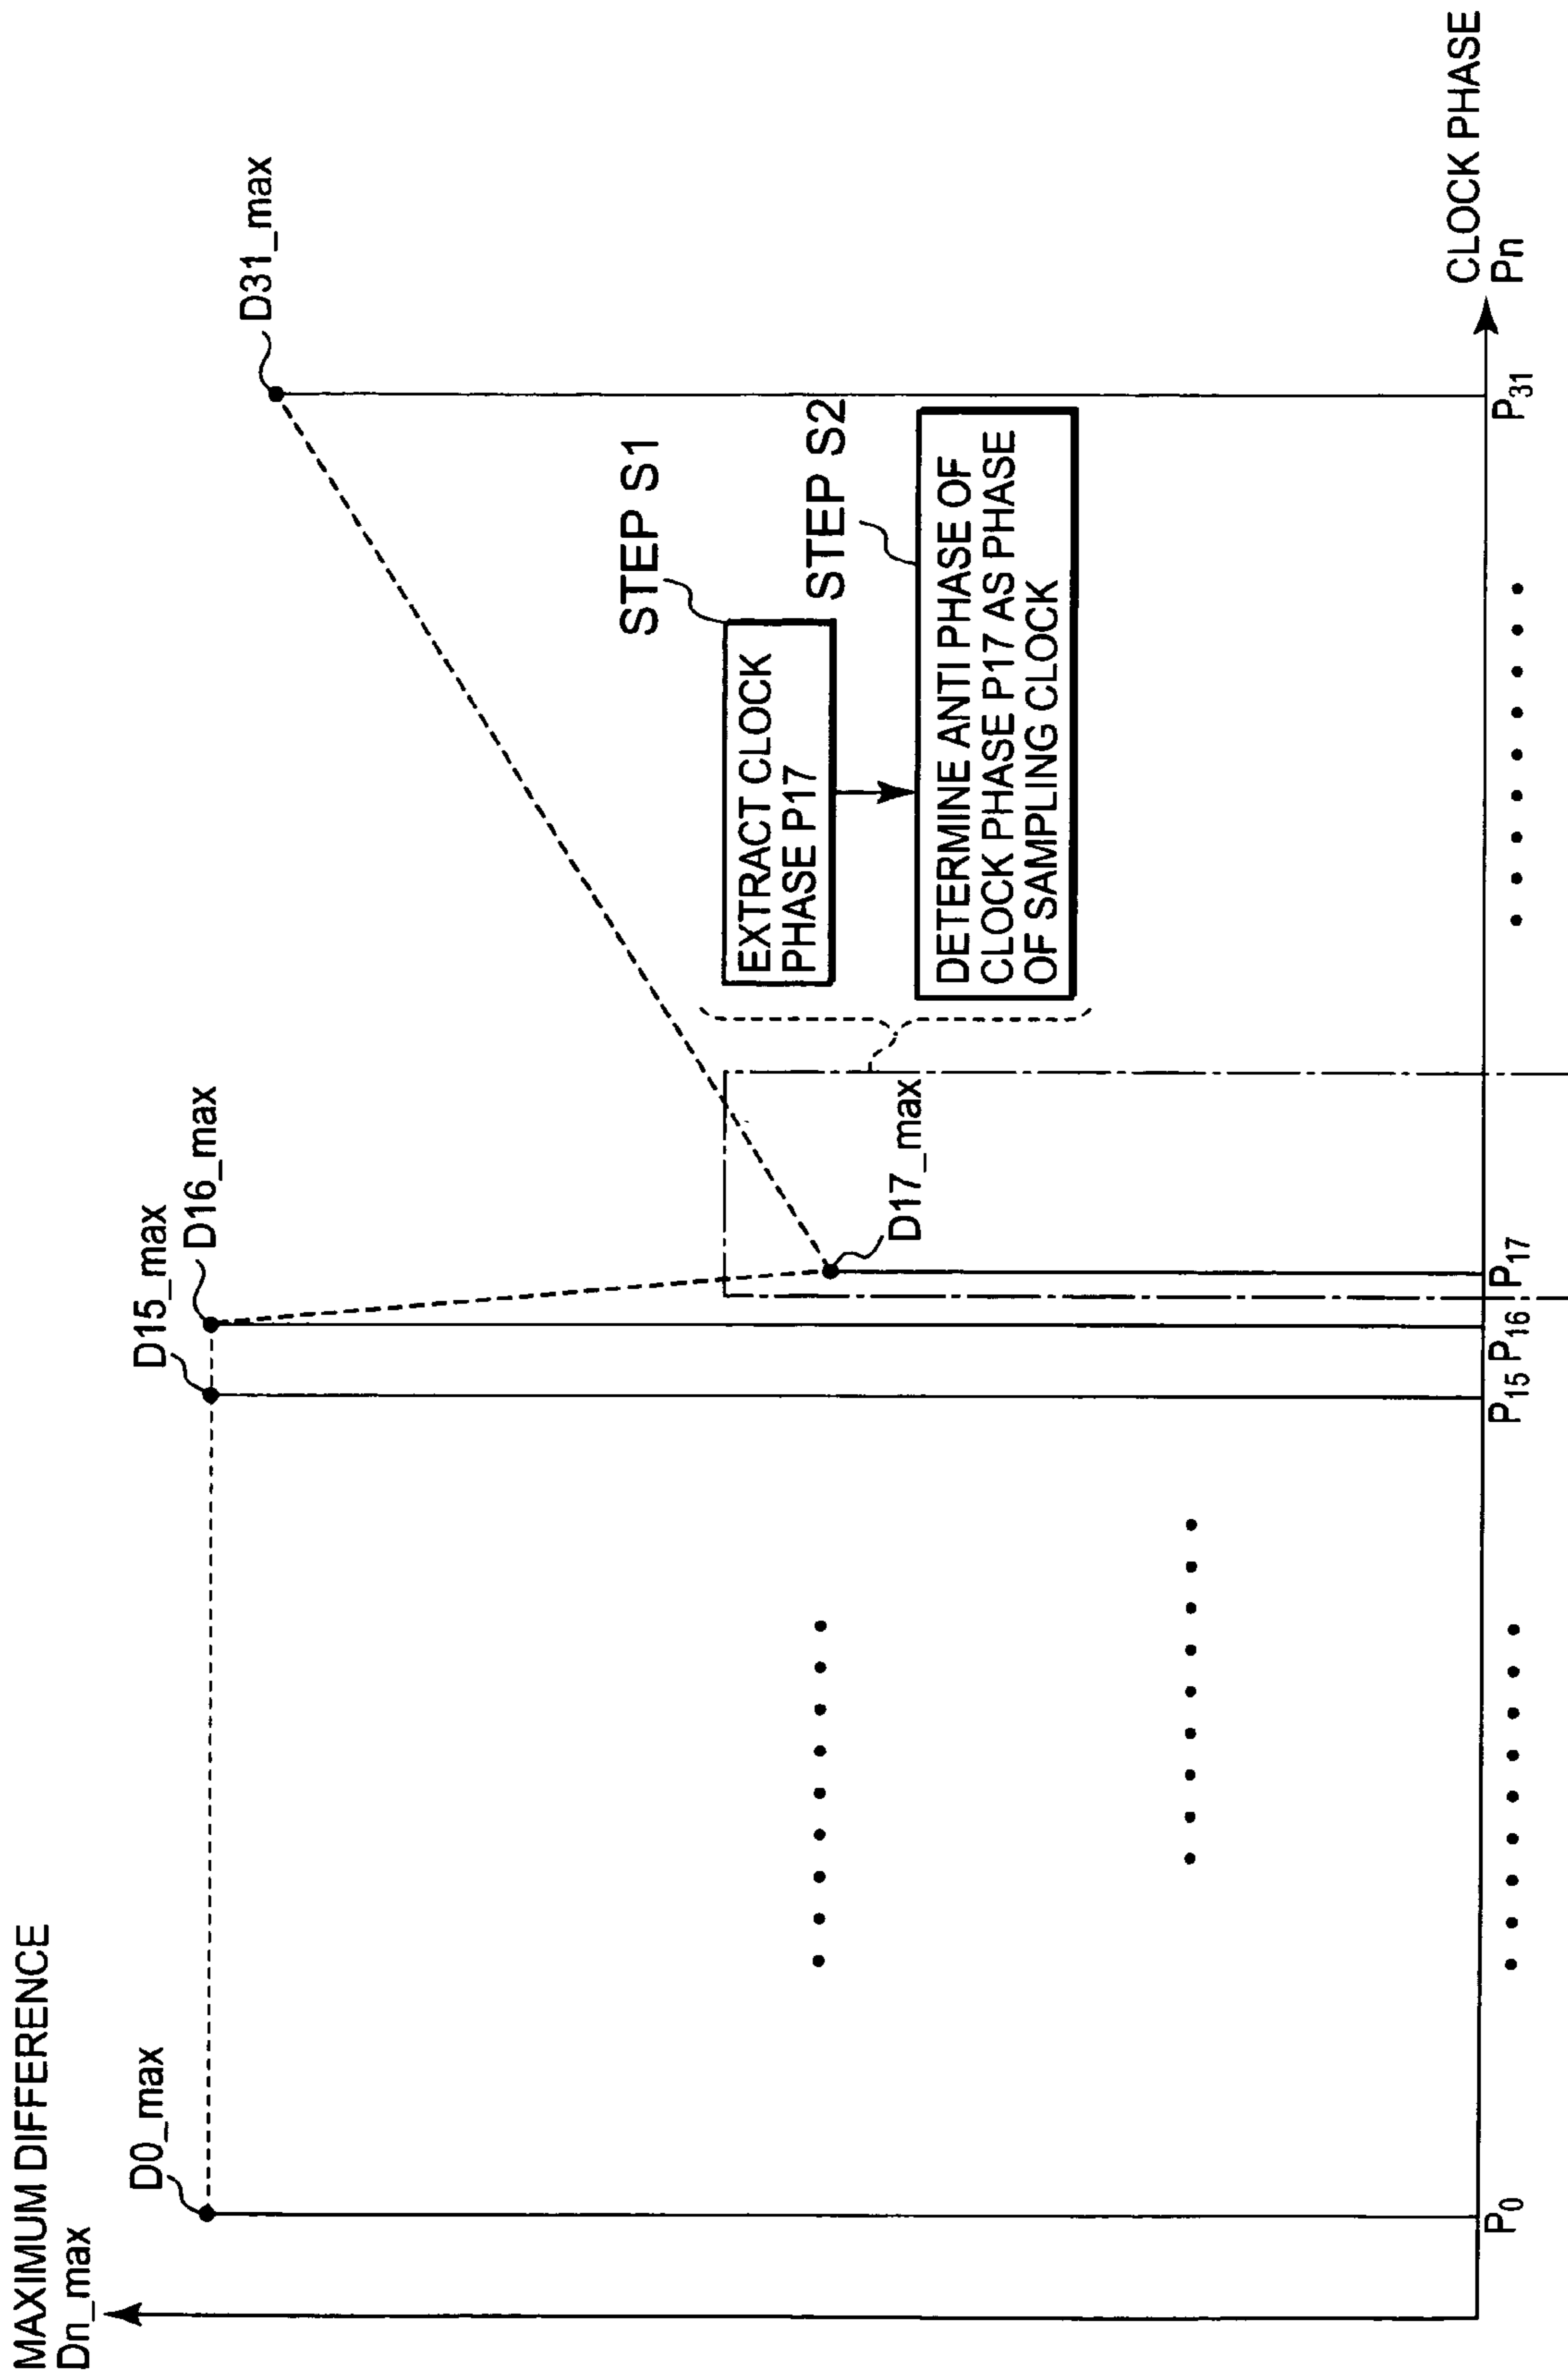 MAXIMUM DIFFERENCE
Dn_max
D0_max
D15_max
D16_max
D31_max
STEP S1
EXTRACT CLOCK
PHASE P17
STEP S2
DETERMINE ANTI PHASE OF
CLOCK PHASE P17 AS PHASE
OF SAMPLING CLOCK
D17_max
P0
P15
P16
P17
P31
CLOCK PHASE
Pn